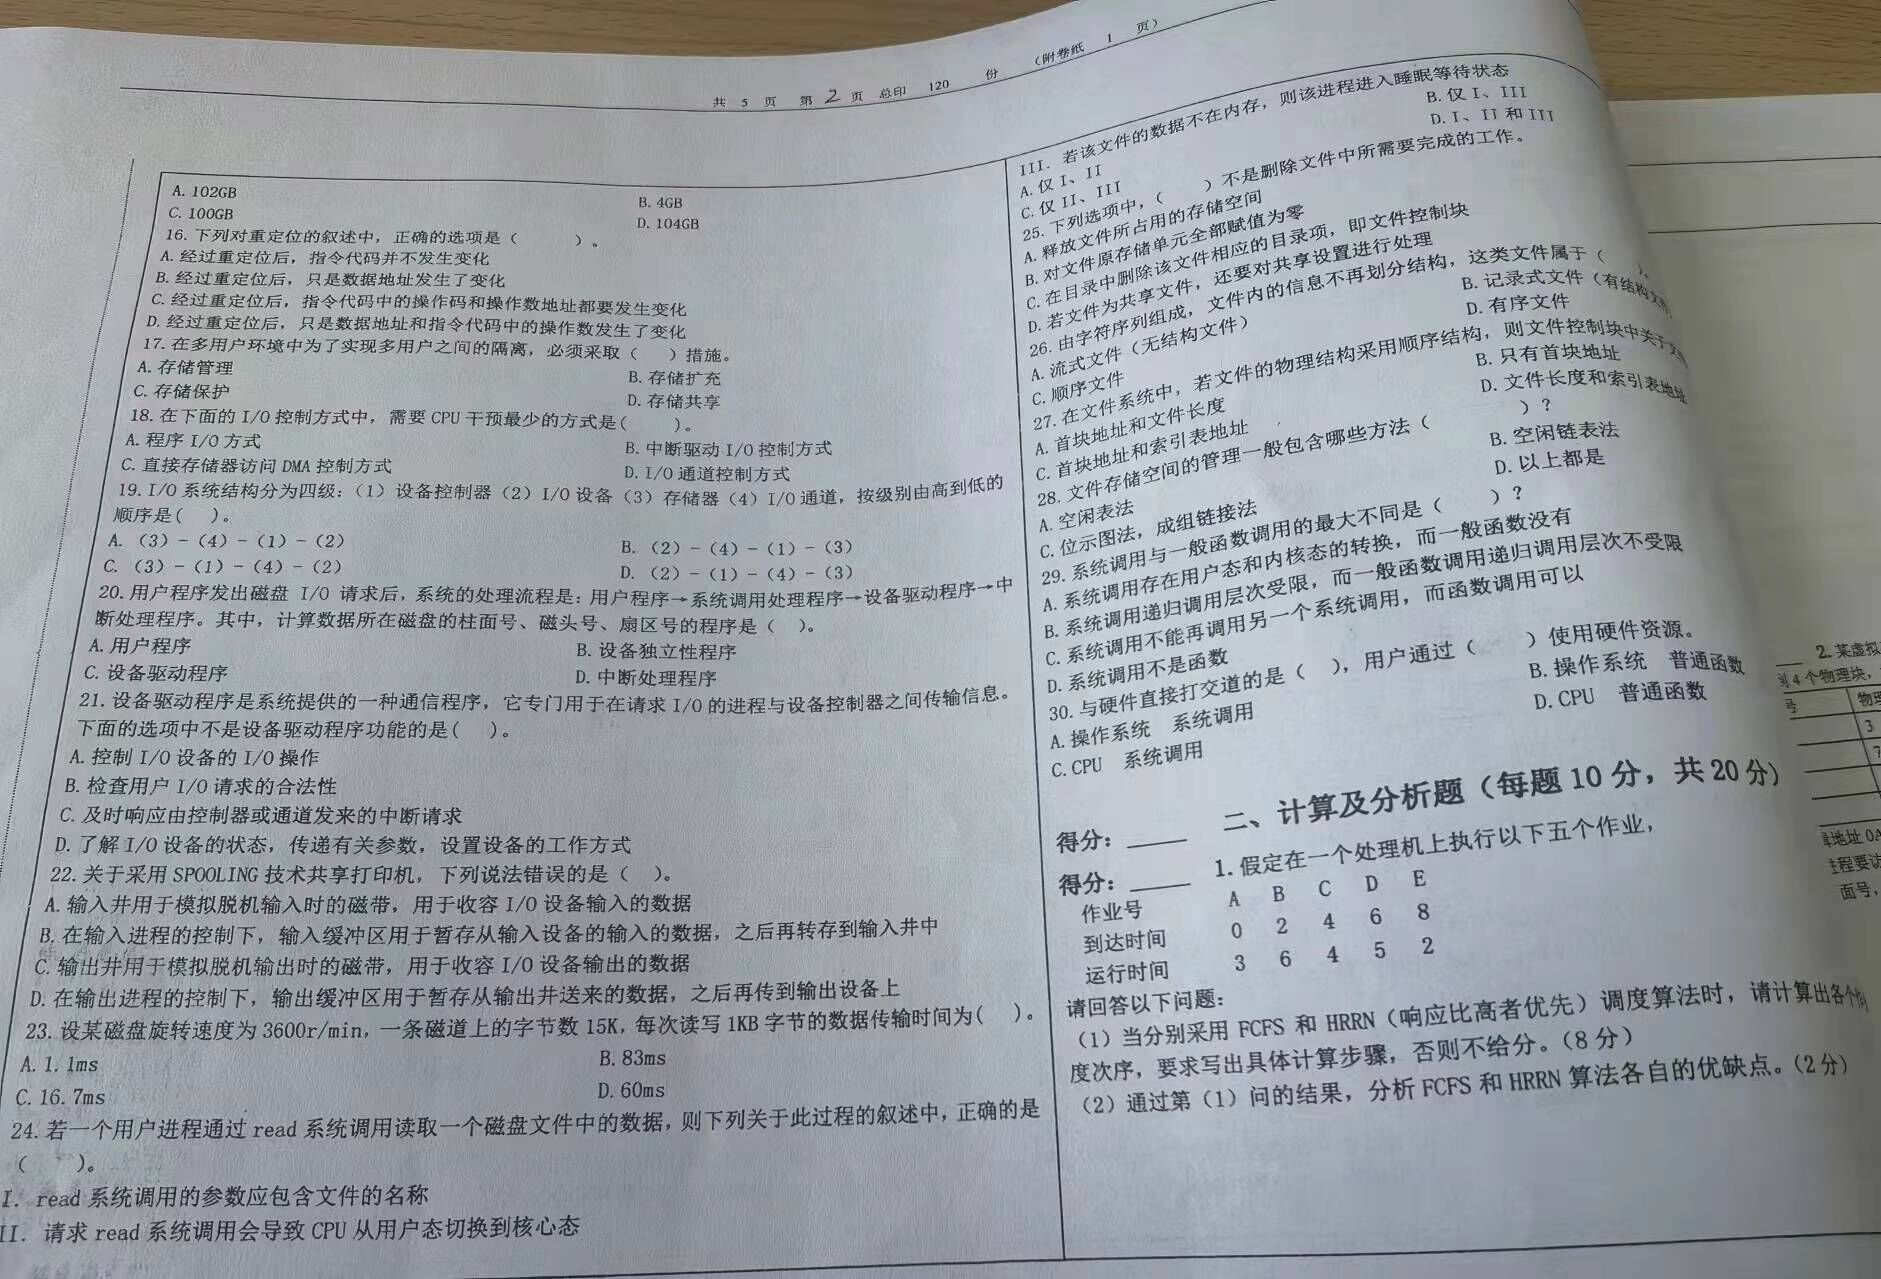 共 5 页 第 2 页 总印 120 份 (附卷纸 1 页)
A.102GB
B.4GB
C.100GB
D.104GB
16.下列对重定位的叙述中，正确的选项是（ ）。
A.经过重定位后，指令代码并不发生变化
B.经过重定位后，只是数据地址发生了变化
C.经过重定位后，指令代码中的操作码和操作数地址都要发生变化
D.经过重定位后，只是数据地址和指令代码中的操作数发生了变化
17.在多用户环境中为了实现多用户之间的隔离，必须采取（ ）措施。
A.存储管理
B.存储扩充
C.存储保护
D.存储共享
18.在下面的 I/O 控制方式中，需要 CPU 干预最少的方式是( )。
A.程序 I/O 方式
B.中断驱动 I/O 控制方式
C.直接存储器访问 DMA 控制方式
D.I/O 通道控制方式
19.I/O 系统结构分为四级：（1）设备控制器（2）I/O 设备（3）存储器（4）I/O 通道，按级别由高到低的
顺序是( )。
A.（3）-（4）-（1）-（2）
B.（2）-（4）-（1）-（3）
C.（3）-（1）-（4）-（2）
D.（2）-（1）-（4）-（3）
20.用户程序发出磁盘 I/O 请求后,系统的处理流程是：用户程序→系统调用处理程序→设备驱动程序→中
断处理程序。其中，计算数据所在磁盘的柱面号、磁头号、扇区号的程序是（ ）。
A.用户程序
B.设备独立性程序
C.设备驱动程序
D.中断处理程序
21.设备驱动程序是系统提供的一种通信程序，它专门用于在请求 I/O 的进程与设备控制器之间传输信息。
下面的选项中不是设备驱动程序功能的是( )。
A.控制 I/O 设备的 I/O 操作
B.检查用户 I/O 请求的合法性
C.及时响应由控制器或通道发来的中断请求
D.了解 I/O 设备的状态，传递有关参数，设置设备的工作方式
22.关于采用 SPOOLING 技术共享打印机，下列说法错误的是（ ）。
A.输入井用于模拟脱机输入时的磁带，用于收容 I/O 设备输入的数据
B.在输入进程的控制下，输入缓冲区用于暂存从输入设备的输入的数据，之后再转存到输入井中
C.输出井用于模拟脱机输出时的磁带，用于收容 I/O 设备输出的数据
D.在输出进程的控制下，输出缓冲区用于暂存从输出井送来的数据，之后再传到输出设备上
23.设某磁盘旋转速度为 3600r/min，一条磁道上的字节数 15K，每次读写 1KB 字节的数据传输时间为( )。
A.1.1ms
B.83ms
C.16.7ms
D.60ms
24.若一个用户进程通过 read 系统调用读取一个磁盘文件中的数据，则下列关于此过程的叙述中，正确的是
（ ）。
I. read 系统调用的参数应包含文件的名称
II. 请求 read 系统调用会导致 CPU 从用户态切换到核心态
III. 若该文件的数据不在内存，则该进程进入睡眠等待状态
A.仅 I、II
B.仅 I、III
C.仅 II、III
D.I、II 和 III
25.下列选项中，（ ）不是删除文件中所需要完成的工作。
A.释放文件所占用的存储空间
B.对文件原存储单元全部赋值为零
C.在目录中删除该文件相应的目录项，即文件控制块
D.若文件为共享文件，还要对共享设置进行处理
26.由字符序列组成，文件内的信息不再划分结构，这类文件属于（ ）。
A.流式文件（无结构文件）
B.记录式文件（有结构文件）
C.顺序文件
D.有序文件
27.在文件系统中，若文件的物理结构采用顺序结构，则文件控制块中关于文件
A.首块地址和文件长度
B.只有首块地址
C.首块地址和索引表地址
D.文件长度和索引表地址
28.文件存储空间的管理一般包含哪些方法（ ）？
A.空闲表法
B.空闲链表法
C.位示图法，成组链接法
D.以上都是
29.系统调用与一般函数调用的最大不同是（ ）？
A.系统调用存在用户态和内核态的转换，而一般函数没有
B.系统调用递归调用层次受限，而一般函数调用递归调用层次不受限
C.系统调用不能再调用另一个系统调用，而函数调用可以
D.系统调用不是函数
30.与硬件直接打交道的是（ ），用户通过（ ）使用硬件资源。
A.操作系统 系统调用
B.操作系统 普通函数
C.CPU 系统调用
D.CPU 普通函数
得分：
二、计算及分析题（每题 10 分，共 20 分）
得分：
1.假定在一个处理机上执行以下五个作业，
作业号 A B C D E
到达时间 0 2 4 6 8
运行时间 3 6 4 5 2
请回答以下问题：
（1）当分别采用 FCFS 和 HRRN（响应比高者优先）调度算法时，请计算出各个作
度次序，要求写出具体计算步骤，否则不给分。（8 分）
（2）通过第（1）问的结果，分析 FCFS 和 HRRN 算法各自的优缺点。（2 分）
2.某虚拟
到 4 个物理块，
号 物理
3
7
地址 0A
进程要访
面号，